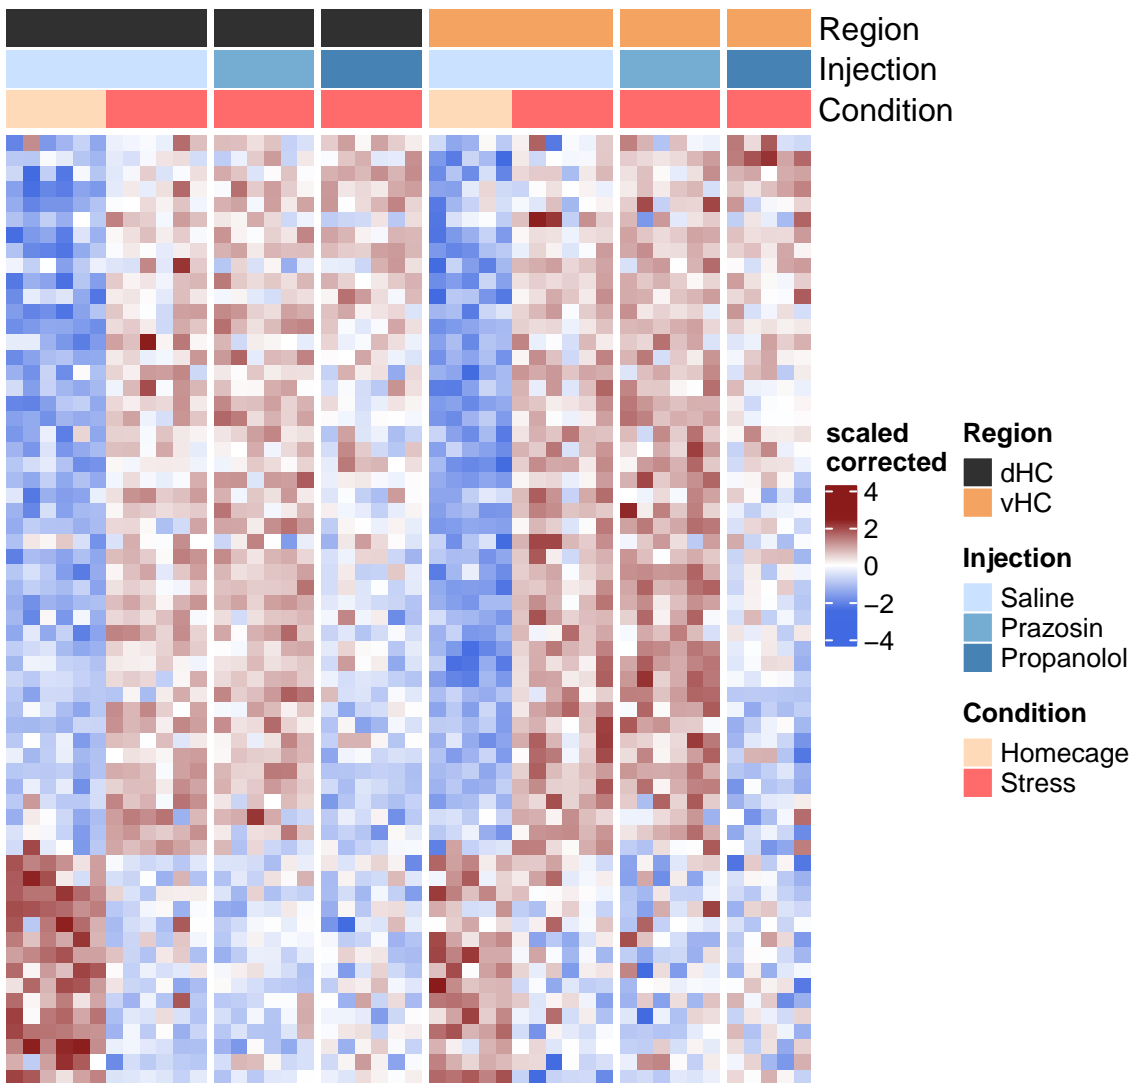 Region
Injection
Condition
scaled
corrected
4
2
0
−2
−4
Region
dHC
vHC
Injection
Saline
Prazosin
Propanolol
Condition
Homecage
Stress